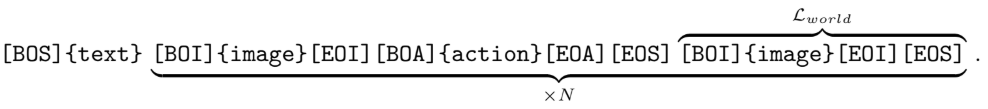 ℒ_world
[BOS]{text} [BOI]{image}[EOI][BOA]{action}[EOA][EOS] [BOI]{image}[EOI][EOS] .
×N